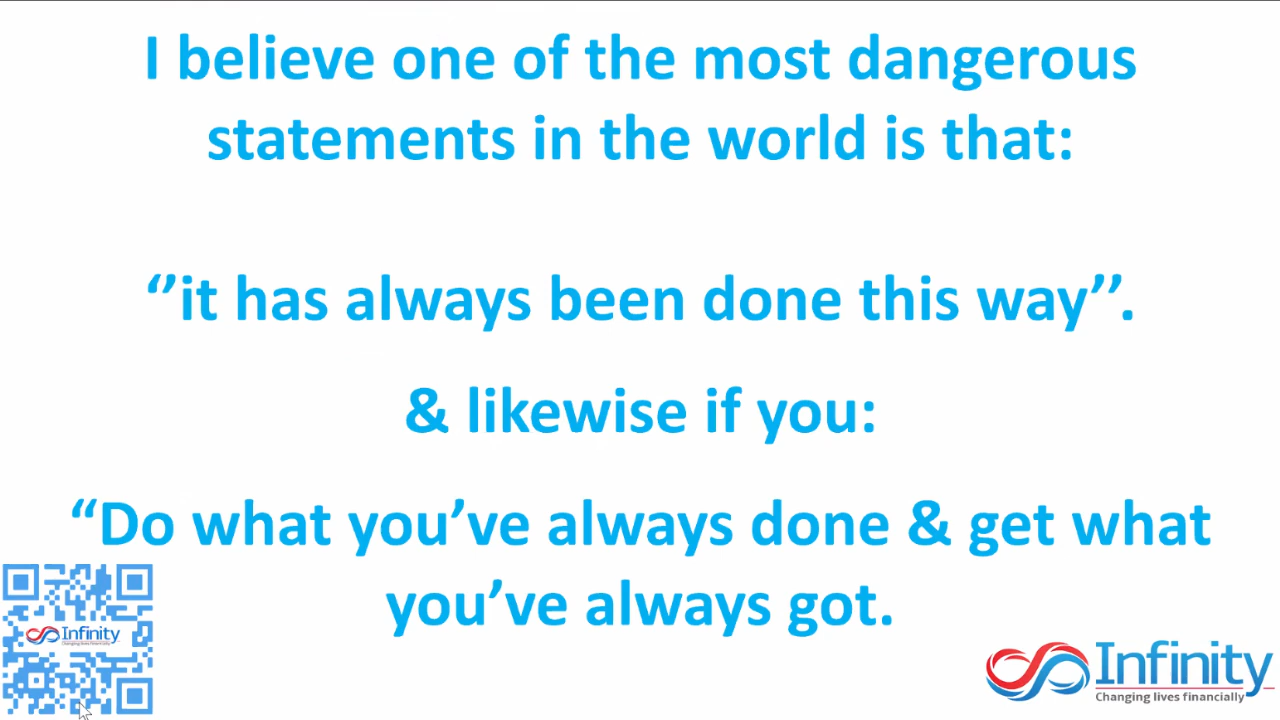 I believe one of the most dangerous
statements in the world is that:
‘’it has always been done this way’’.
& likewise if you:
“Do what you’ve always done & get what
you’ve always got.
Infinity
Infinity
Changing lives financially